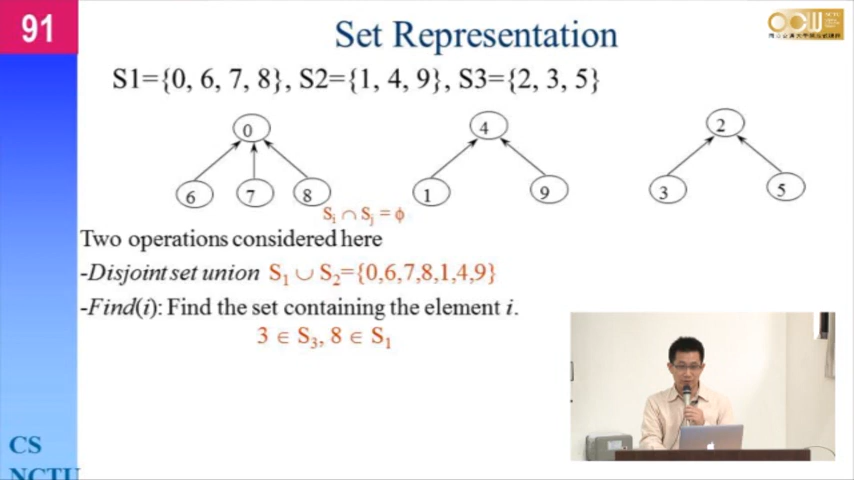 91
OCW
Set Representation
S1={0, 6, 7, 8}, S2={1, 4, 9}, S3={2, 3, 5}
0
4
2
6
7
8
1
9
3
5
Sᵢ ∩ Sⱼ = ϕ
Two operations considered here
-Disjoint set union S₁ ∪ S₂={0,6,7,8,1,4,9}
-Find(i): Find the set containing the element i.
3 ∈ S₃, 8 ∈ S₁
CS
NCTU